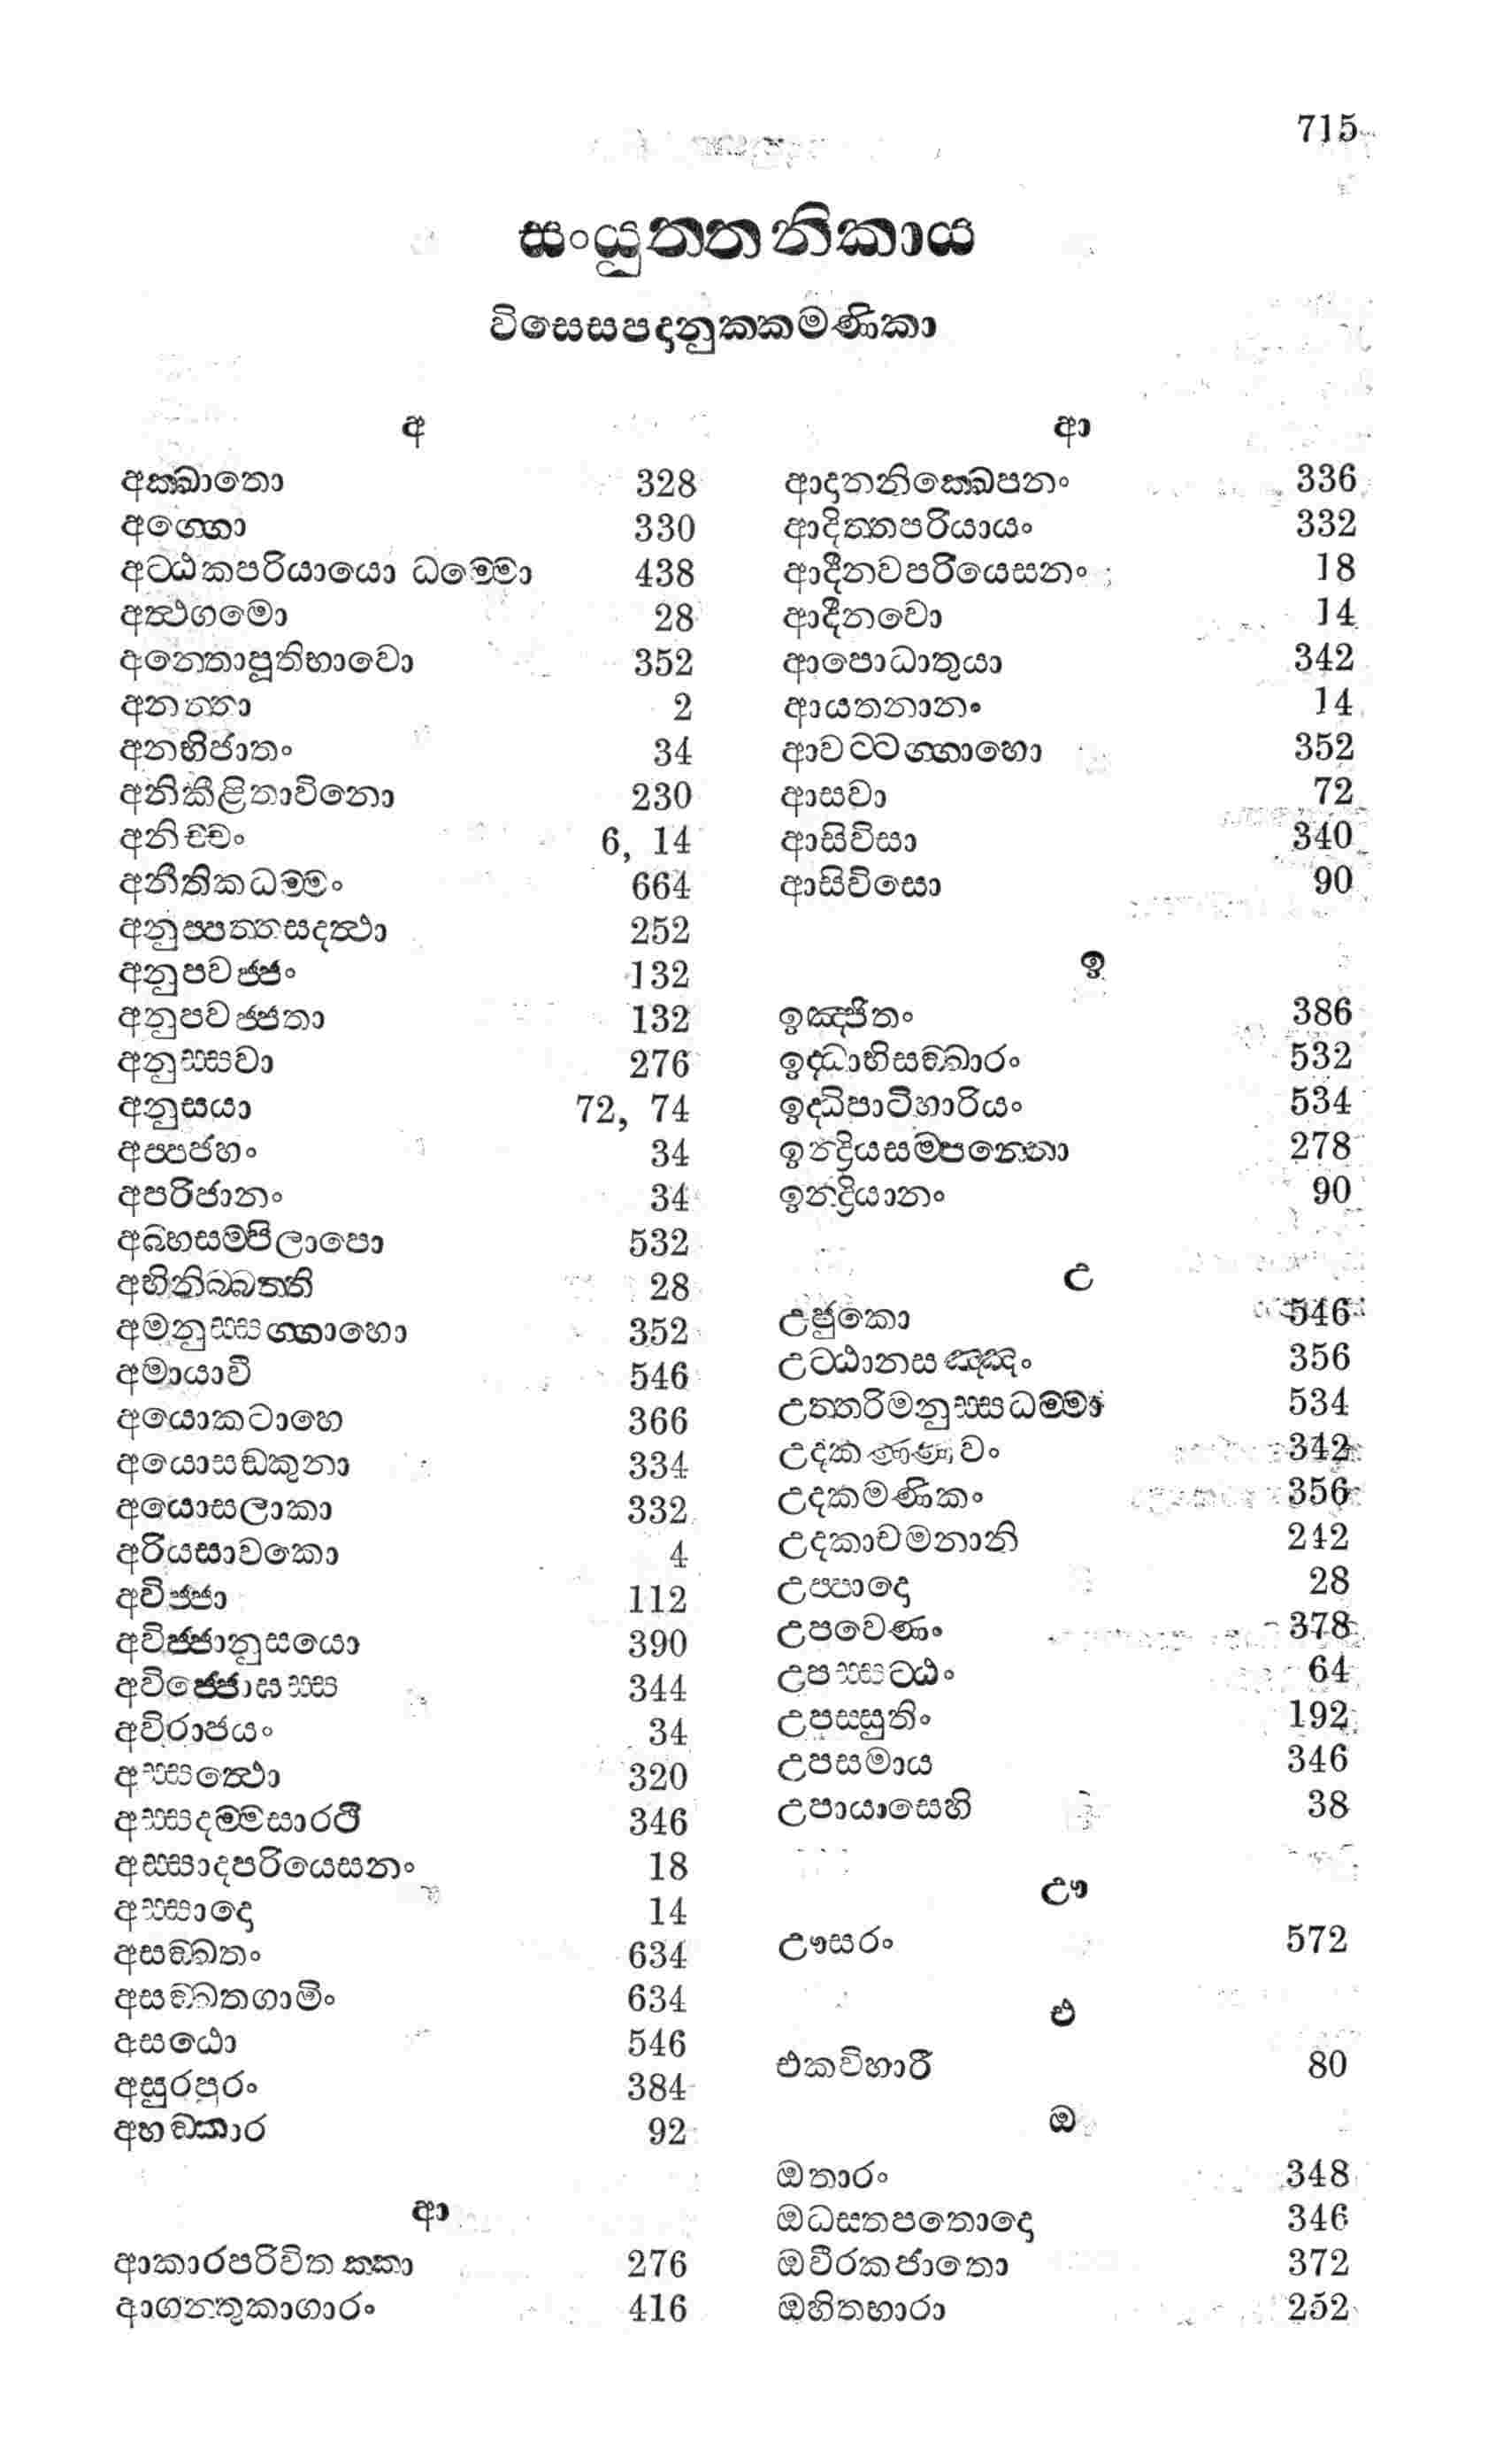 715
සංයුත්තනිකාය
විසෙසපදානුක්කමණිකා
අ
අක්ඛාතො 328
අග්ගො 330
අට්ඨකපරියායො ධම්මො 438
අත්ථගමො 28
අන්තොපූතිභාවො 352
අනත්තා 2
අනභිජානං 34
අනිකීළිතාවිනො 230
අනිච්චං 6, 14
අනීතිකධම්මං 664
අනුප්පත්තසදත්ථා 252
අනුපවජ්ජං 132
අනුපවජ්ජතා 132
අනුස්සවා 276
අනුසයා 72, 74
අප්පජහං 34
අපරිජානං 34
අබ්භසම්පිලාපො 532
අභිනිබ්බත්ති 28
අමනුස්සග්ගාහො 352
අමායාවී 546
අයොකටාහෙ 366
අයොසඞ්කුනා 334
අයොසලාකා 332
අරියසාවකො 4
අවිජ්ජා 112
අවිජ්ජානුසයො 390
අවිජ්ජොඝස්ස 344
අවිරාජයං 34
අස්සත්ථො 320
අස්සදම්මසාරථී 346
අස්සාදපරියෙසනං 18
අස්සාදො 14
අසඞ්ඛතං 634
අසඞ්ඛතගාමිං 634
අසඨො 546
අසුරපුරං 384
අහඞ්කාර 92
ආ
ආකාරපරිවිතක්කා 276
ආගන්තුකාගාරං 416
ආ
ආදානනික්ඛෙපනං 336
ආදිත්තපරියායං 332
ආදීනවපරියෙසනං 18
ආදීනවො 14
ආපොධාතුයා 342
ආයතනානං 14
ආවට්ටග්ගාහො 352
ආසවා 72
ආසිවිසා 340
ආසිවිසො 90
ඉ
ඉඤ්ජිතං 386
ඉද්ධාභිසඞ්ඛාරං 532
ඉද්ධිපාටිහාරියං 534
ඉන්ද්‍රියසම්පන්නො 278
ඉන්ද්‍රියානං 90
උ
උජුකො 546
උට්ඨානසඤ්ඤං 356
උත්තරිමනුස්සධම්මා 534
උදකණ්ණවං 342
උදකමණිකං 356
උදකාචමනානි 242
උප්පාදො 28
උපවෙණං 378
උපස්සට්ඨං 64
උපස්සුතිං 192
උපසමාය 346
උපායාසෙහි 38
ඌ
ඌසරං 572
එ
එකවිහාරී 80
ඔ
ඔතාරං 348
ඔධස්තපතොදො 346
ඔවීරකජාතො 372
ඔහිතභාරා 252